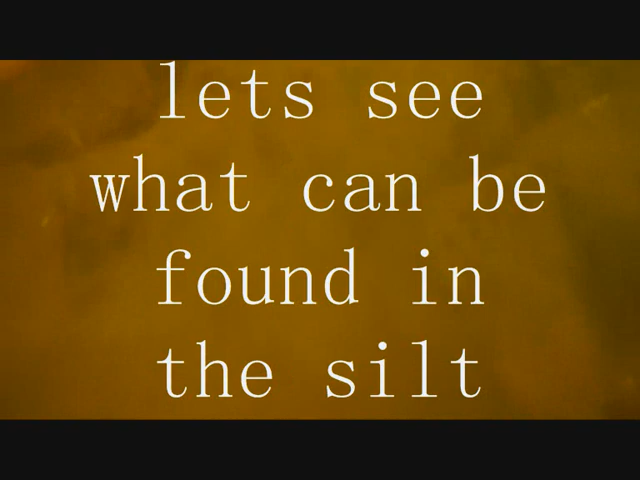 lets see
what can be
found in
the silt